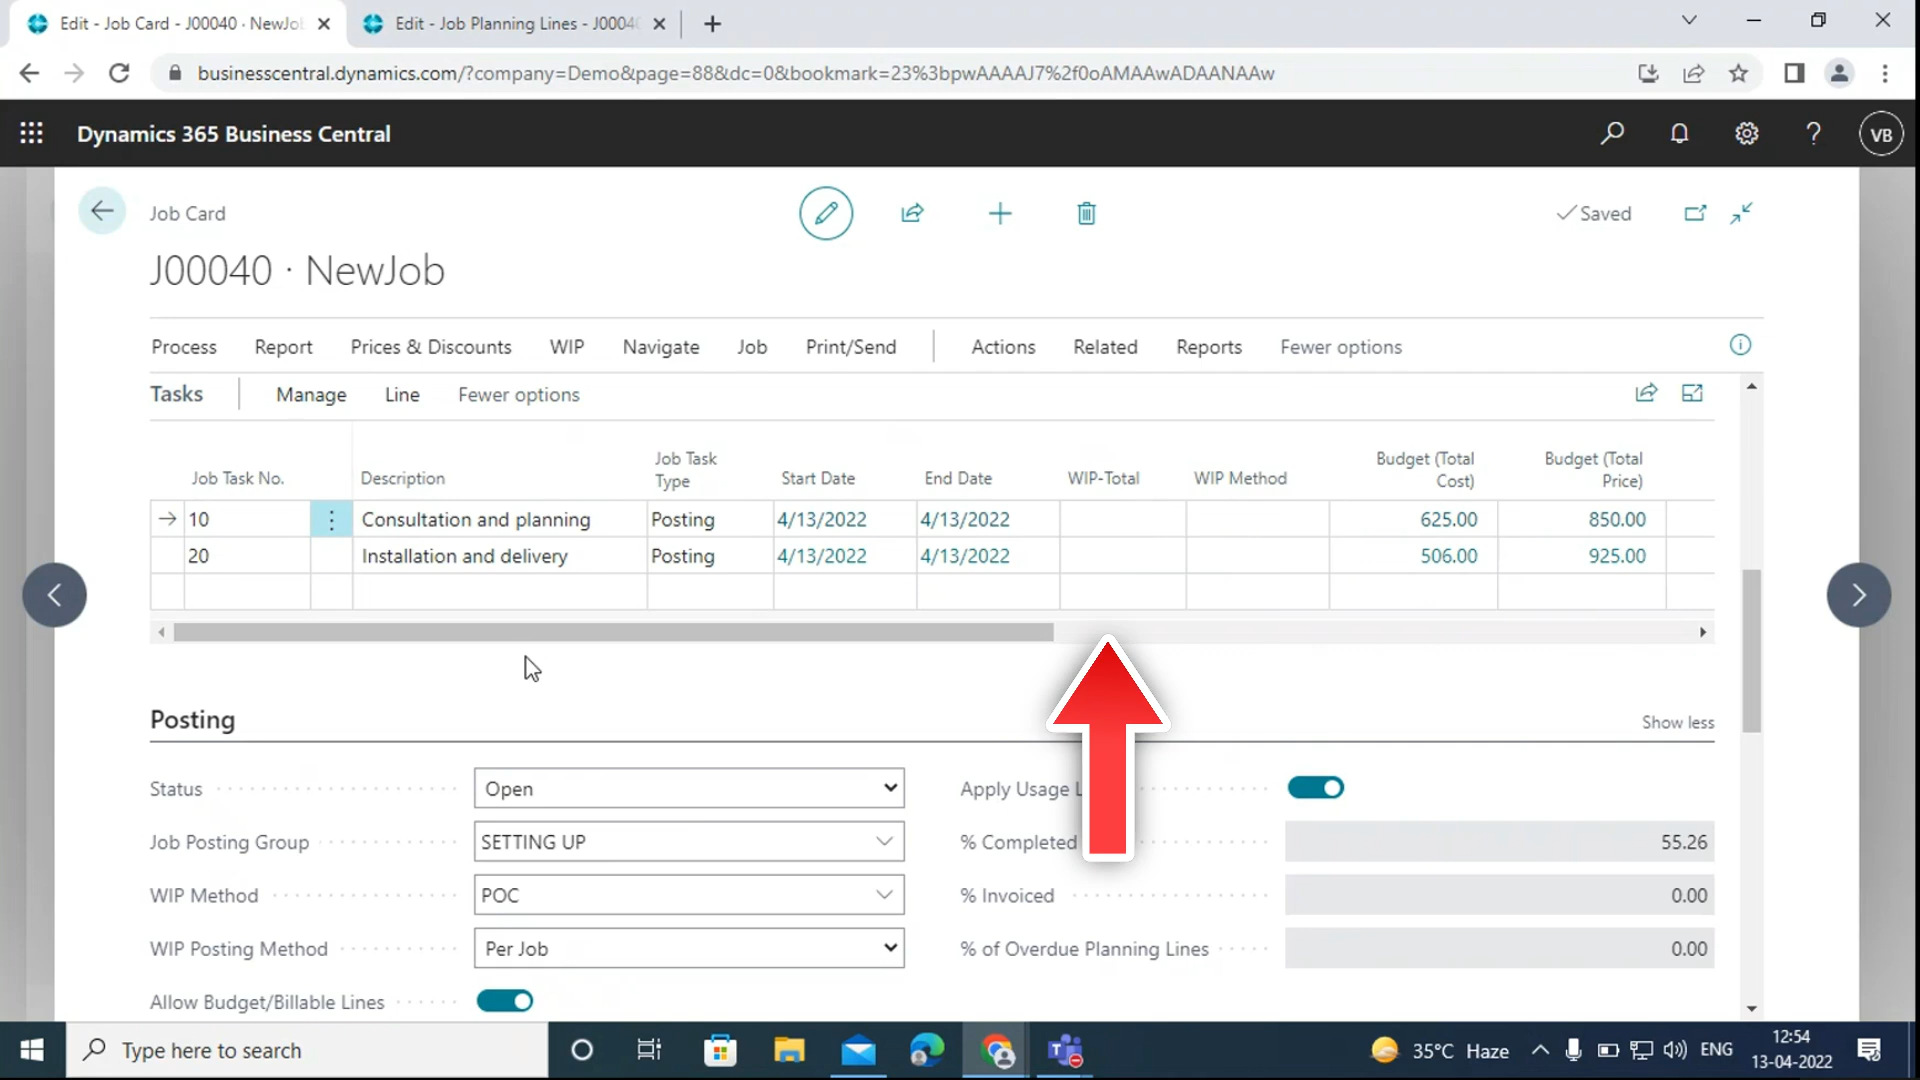 Edit - Job Card - J00040 · NewJo
Edit - Job Planning Lines - J0004
businesscentral.dynamics.com/?company=Demo&page=88&dc=0&bookmark=23%3bpwAAAAJ7%2f0oAMAAwADAANAAw
Dynamics 365 Business Central
VB
Job Card
Saved
J00040 · NewJob
Process Report Prices & Discounts WIP Navigate Job Print/Send Actions Related Reports Fewer options
Tasks Manage Line Fewer options
Job Task No. Description Job Task Type Start Date End Date WIP-Total WIP Method Budget (Total Cost) Budget (Total Price)
10 Consultation and planning Posting 4/13/2022 4/13/2022 625.00 850.00
20 Installation and delivery Posting 4/13/2022 4/13/2022 506.00 925.00
Posting Show less
Status Open
Apply Usage L
Job Posting Group SETTING UP
% Completed 55.26
WIP Method POC
% Invoiced 0.00
WIP Posting Method Per Job
% of Overdue Planning Lines 0.00
Allow Budget/Billable Lines
Type here to search
35°C Haze
ENG
12:54
13-04-2022